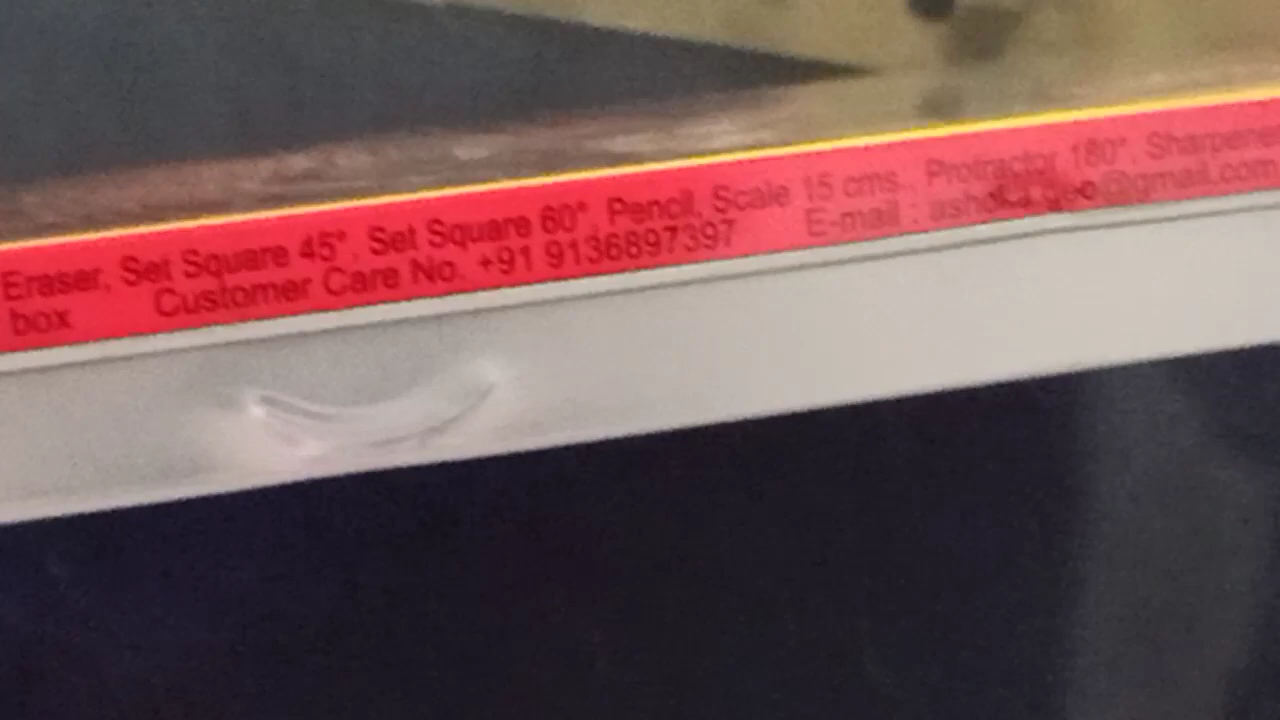 Eraser, Set Square 45°, Set Square 60°, Pencil, Scale 15 cms., Protractor 180°, Sharpener
box Customer Care No. +91 9136897397 E-mail :